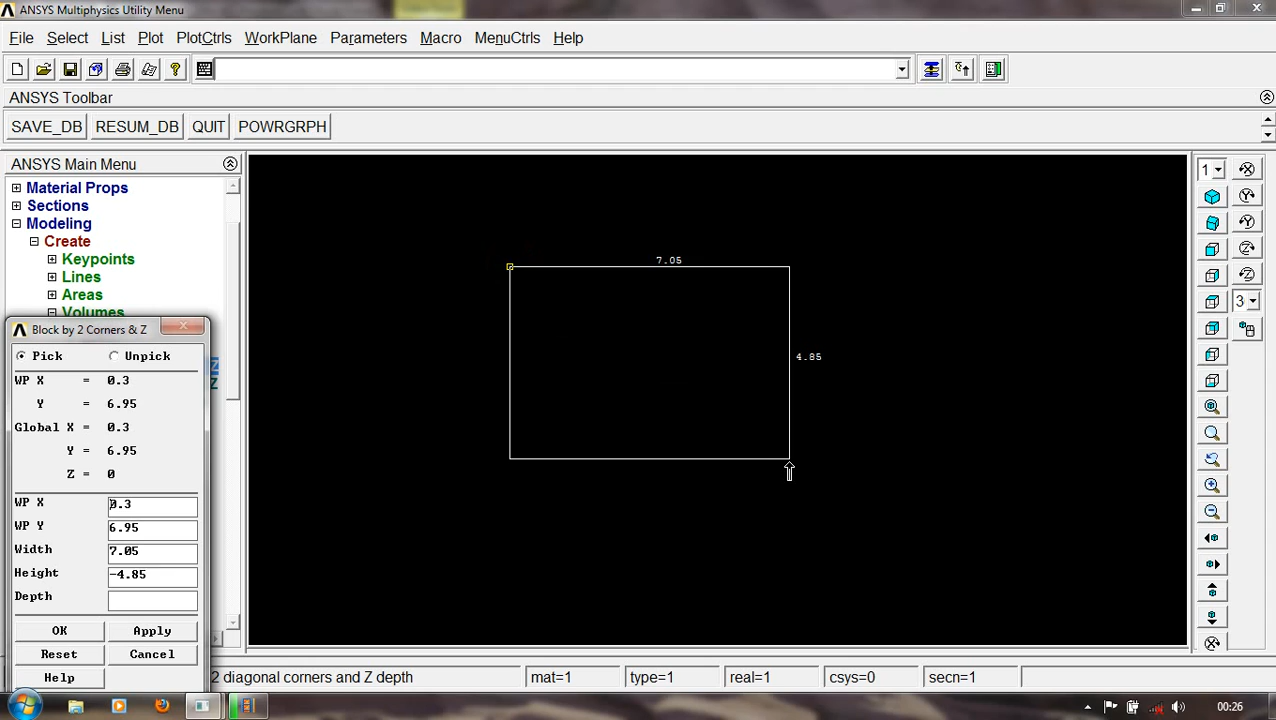 ANSYS Multiphysics Utility Menu
File Select List Plot PlotCtrls WorkPlane Parameters Macro MenuCtrls Help
ANSYS Toolbar
SAVE_DB RESUM_DB QUIT POWRGRPH
ANSYS Main Menu
Material Props
Sections
Modeling
Create
Keypoints
Lines
Areas
Volumes
Z
Z
Block by 2 Corners & Z
Pick Unpick
WP X = 0.3
Y = 6.95
Global X = 0.3
Y = 6.95
Z = 0
WP X 0.3
WP Y 6.95
Width 7.05
Height -4.85
Depth
OK Apply
Reset Cancel
Help
7.05
4.85
1
3
2 diagonal corners and Z depth mat=1 type=1 real=1 csys=0 secn=1
00:26